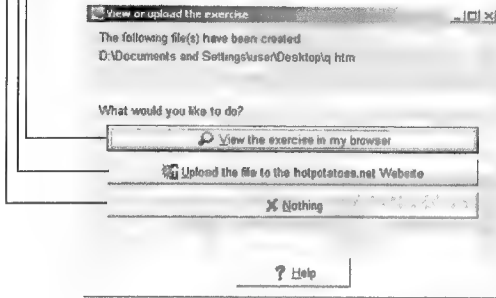 View or upload the exercise
The following file(s) have been created
D:\Documents and Settings\user\Desktop\q htm
What would you like to do?
View the exercise in my browser
Upload the file to the hotpotatoes.net Website
Nothing
? Help